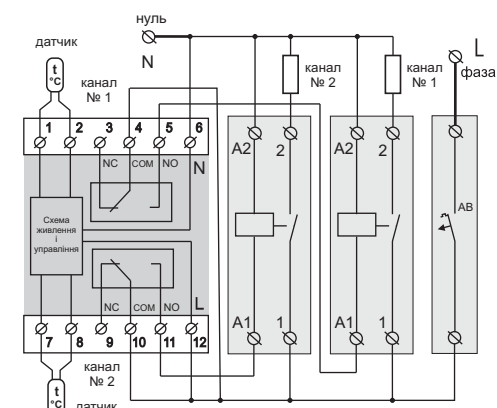 нуль
N
датчик
t
°C
канал
№ 1
1 2 3 4 5 6
NC COM NO N
Схема
живлення
і
управління
NC COM NO L
7 8 9 10 11 12
канал
№ 2
t
°C
датчик
канал
№ 2
A2 2
A1 1
канал
№ 1
A2 2
A1 1
L
фаза
AB